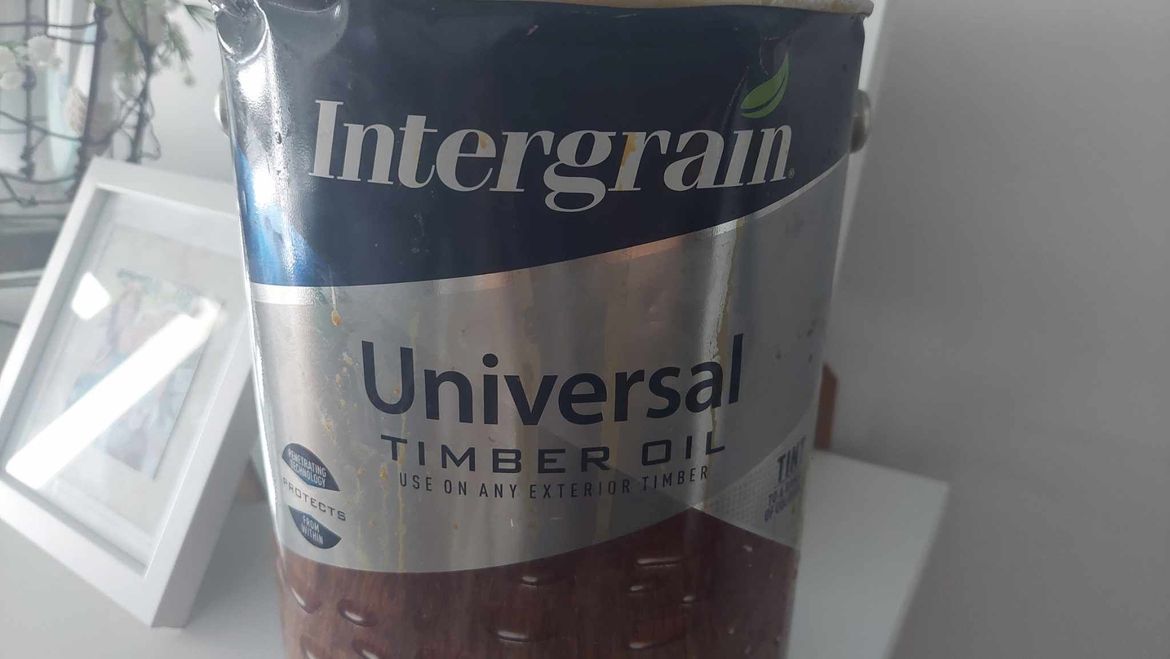 Intergrain®
Universal
TIMBER OIL
USE ON ANY EXTERIOR TIMBER
PENETRATING
TECHNOLOGY
PROTECTS
FROM
WITHIN
TINT